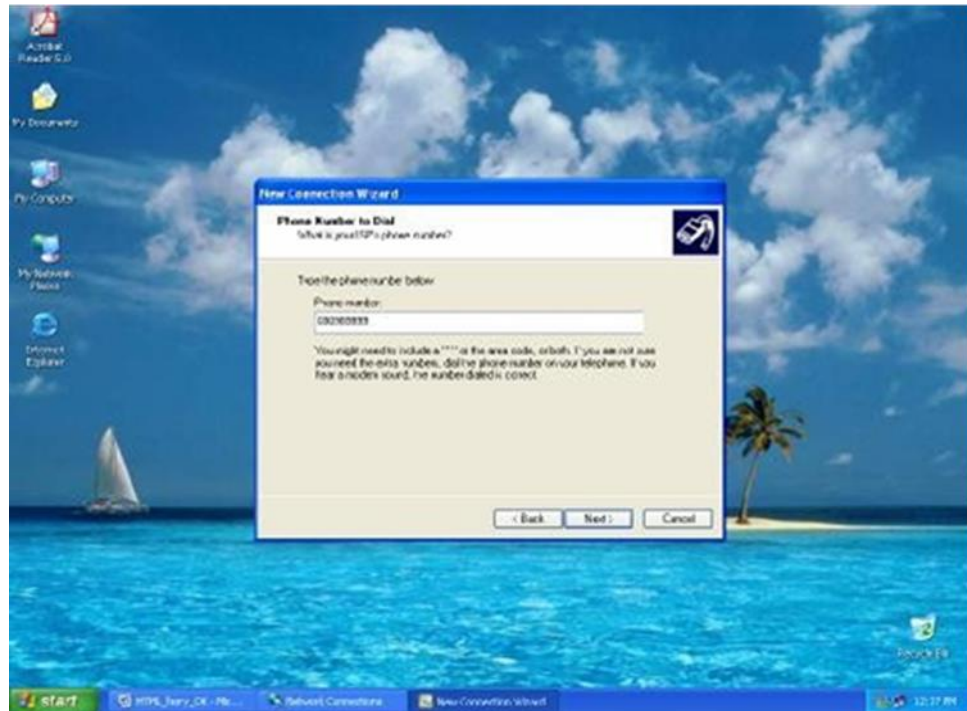 Acrobat
Reader 5.0
My Documents
My Computer
My Network
Places
Internet
Explorer
New Connection Wizard
Phone Number to Dial
What is your ISP's phone number?
Type the phone number below.
Phone number:
You might need to include a "1" or the area code, or both. If you are not sure
you need the extra numbers, dial the phone number on your telephone. If you
hear a modem sound, the number dialed is correct.
< Back
Next >
Cancel
Recycle Bin
start
Network Connections
New Connection Wizard
12:37 PM